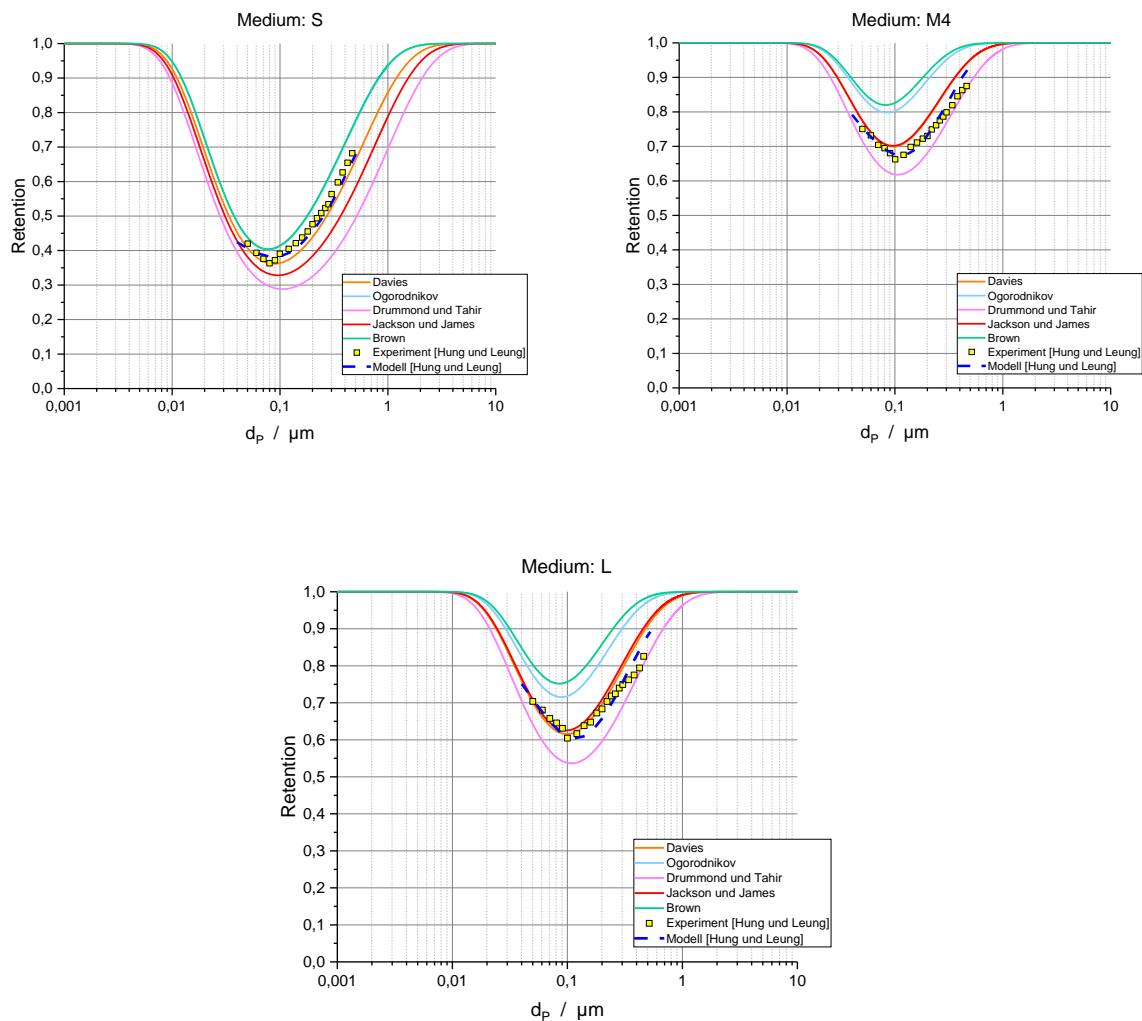 Medium: S
1,0
0,9
0,8
0,7
0,6
0,5
0,4
0,3
0,2
0,1
0,0
Retention
0,001
0,01
0,1
1
10
dP / µm
Davies
Ogorodnikov
Drummond und Tahir
Jackson und James
Brown
Experiment [Hung und Leung]
Modell [Hung und Leung]
Medium: M4
1,0
0,9
0,8
0,7
0,6
0,5
0,4
0,3
0,2
0,1
0,0
Retention
0,001
0,01
0,1
1
10
dP / µm
Davies
Ogorodnikov
Drummond und Tahir
Jackson und James
Brown
Experiment [Hung und Leung]
Modell [Hung und Leung]
Medium: L
1,0
0,9
0,8
0,7
0,6
0,5
0,4
0,3
0,2
0,1
0,0
Retention
0,001
0,01
0,1
1
10
dP / µm
Davies
Ogorodnikov
Drummond und Tahir
Jackson und James
Brown
Experiment [Hung und Leung]
Modell [Hung und Leung]